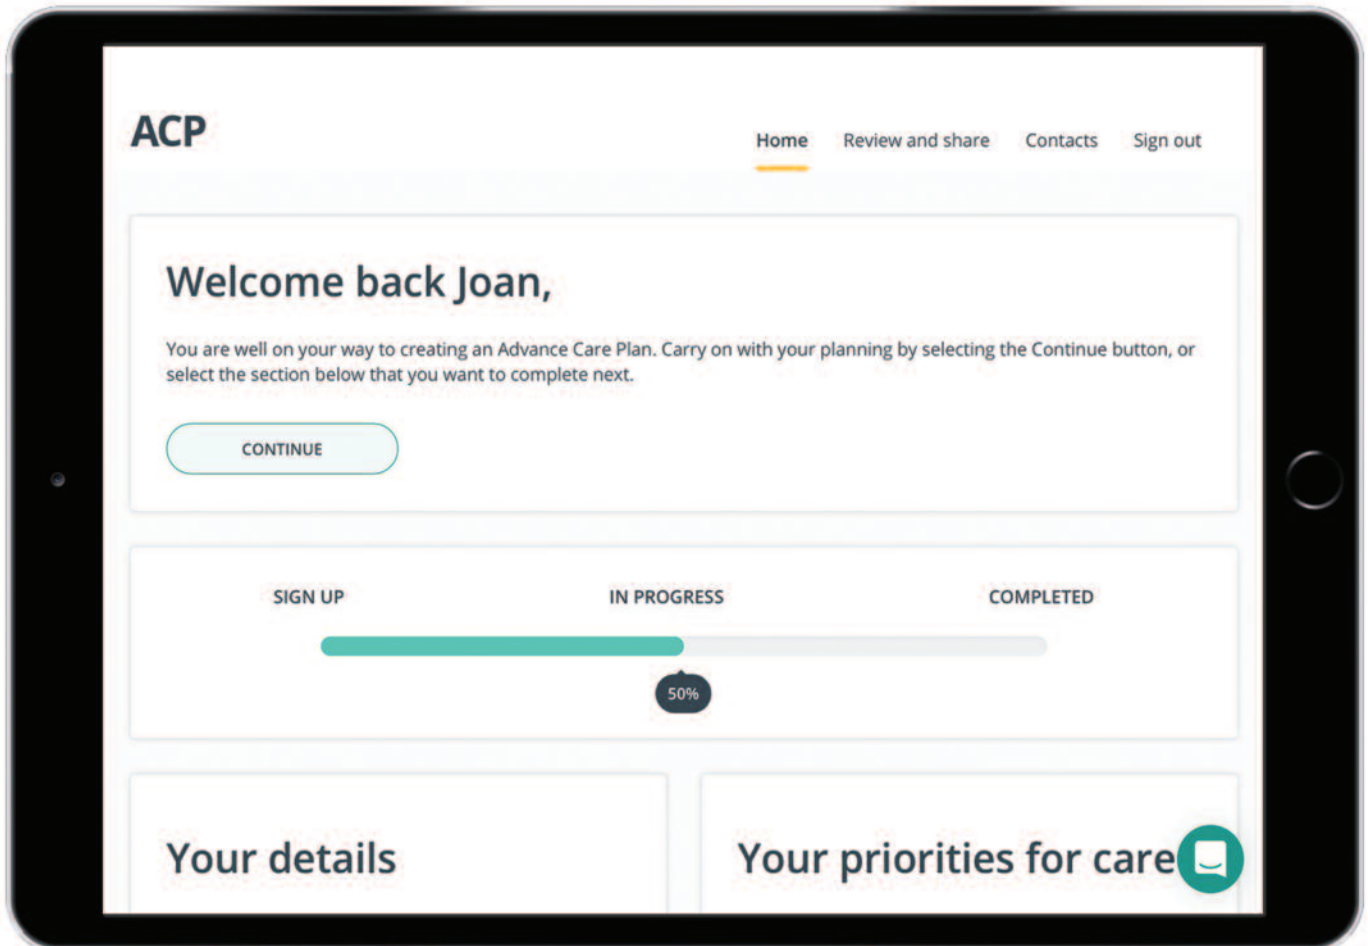 ACP
Home Review and share Contacts Sign out
Welcome back Joan,
You are well on your way to creating an Advance Care Plan. Carry on with your planning by selecting the Continue button, or
select the section below that you want to complete next.
CONTINUE
SIGN UP IN PROGRESS COMPLETED
50%
Your details Your priorities for care